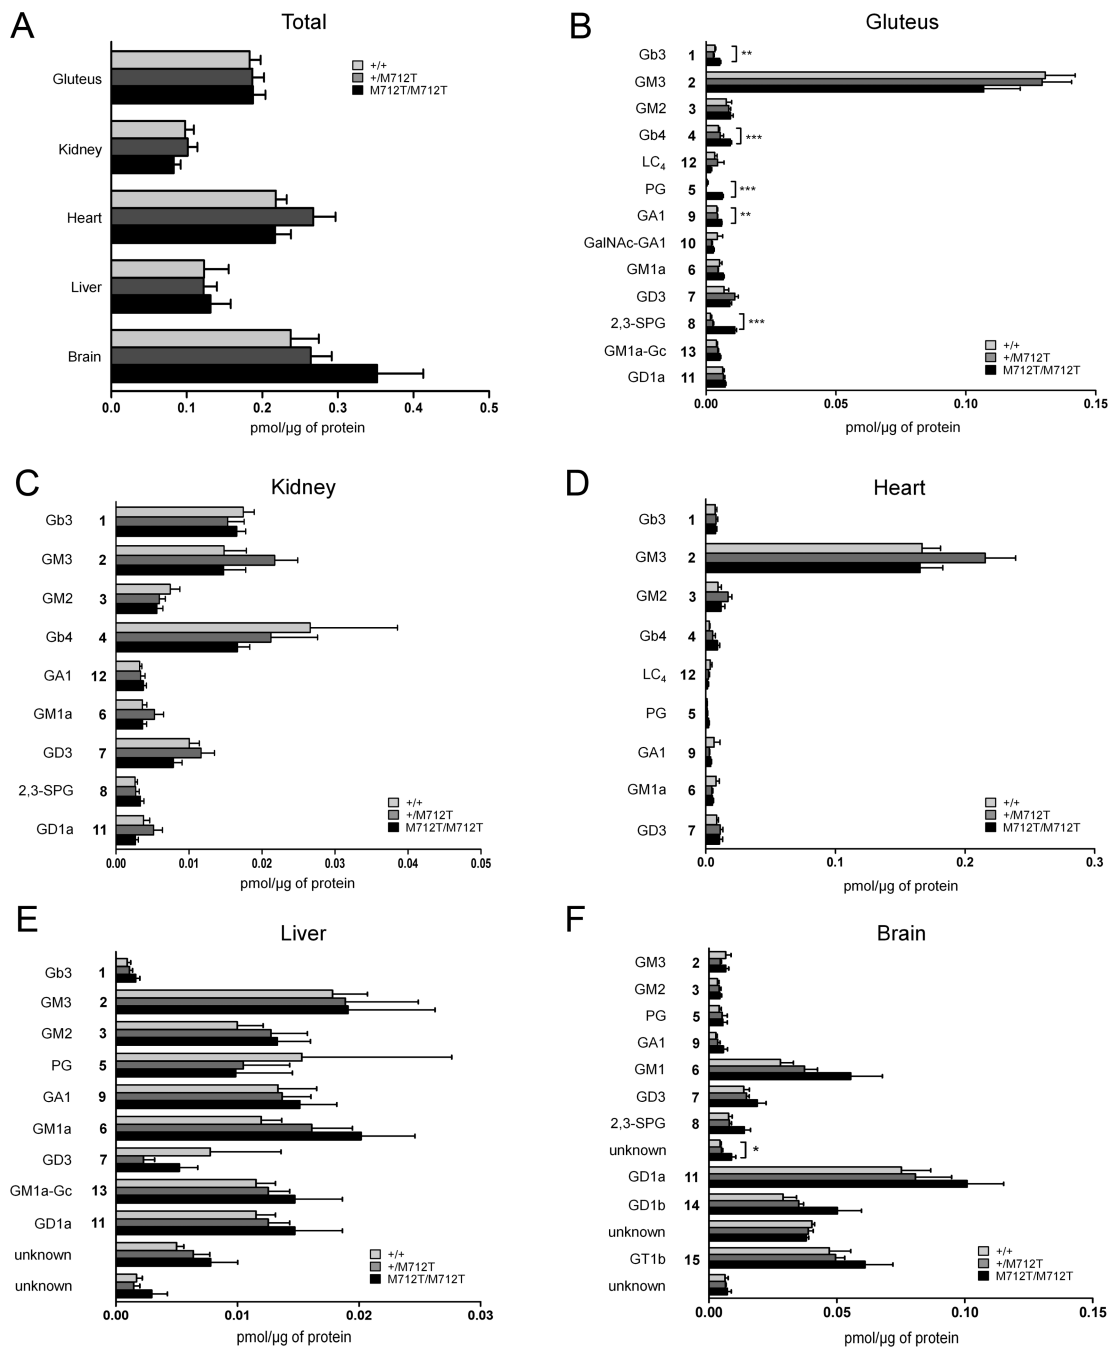 A
Total
Gluteus
Kidney
Heart
Liver
Brain
+/+
+/M712T
M712T/M712T
0.0 0.1 0.2 0.3 0.4 0.5
pmol/µg of protein
B
Gluteus
Gb3 1 **
GM3 2
GM2 3
Gb4 4 ***
LC4 12
PG 5 ***
GA1 9 **
GalNAc-GA1 10
GM1a 6
GD3 7
2,3-SPG 8 ***
GM1a-Gc 13
GD1a 11
+/+
+/M712T
M712T/M712T
0.00 0.05 0.10 0.15
pmol/µg of protein
C
Kidney
Gb3 1
GM3 2
GM2 3
Gb4 4
GA1 12
GM1a 6
GD3 7
2,3-SPG 8
GD1a 11
+/+
+/M712T
M712T/M712T
0.00 0.01 0.02 0.03 0.04 0.05
pmol/µg of protein
D
Heart
Gb3 1
GM3 2
GM2 3
Gb4 4
LC4 12
PG 5
GA1 9
GM1a 6
GD3 7
+/+
+/M712T
M712T/M712T
0.0 0.1 0.2 0.3
pmol/µg of protein
E
Liver
Gb3 1
GM3 2
GM2 3
PG 5
GA1 9
GM1a 6
GD3 7
GM1a-Gc 13
GD1a 11
unknown
unknown
+/+
+/M712T
M712T/M712T
0.00 0.01 0.02 0.03
pmol/µg of protein
F
Brain
GM3 2
GM2 3
PG 5
GA1 9
GM1 6
GD3 7
2,3-SPG 8
unknown *
GD1a 11
GD1b 14
unknown
GT1b 15
unknown
+/+
+/M712T
M712T/M712T
0.00 0.05 0.10 0.15
pmol/µg of protein